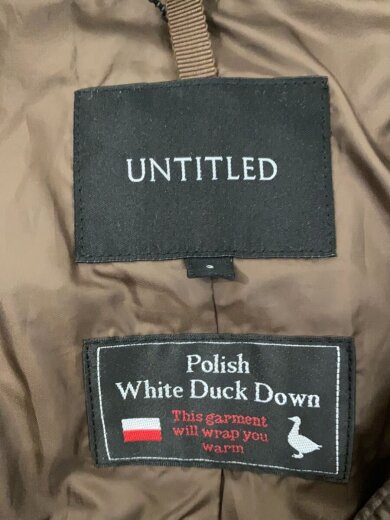 UNTITLED
Polish
White Duck Down
This garment
will wrap you
warm